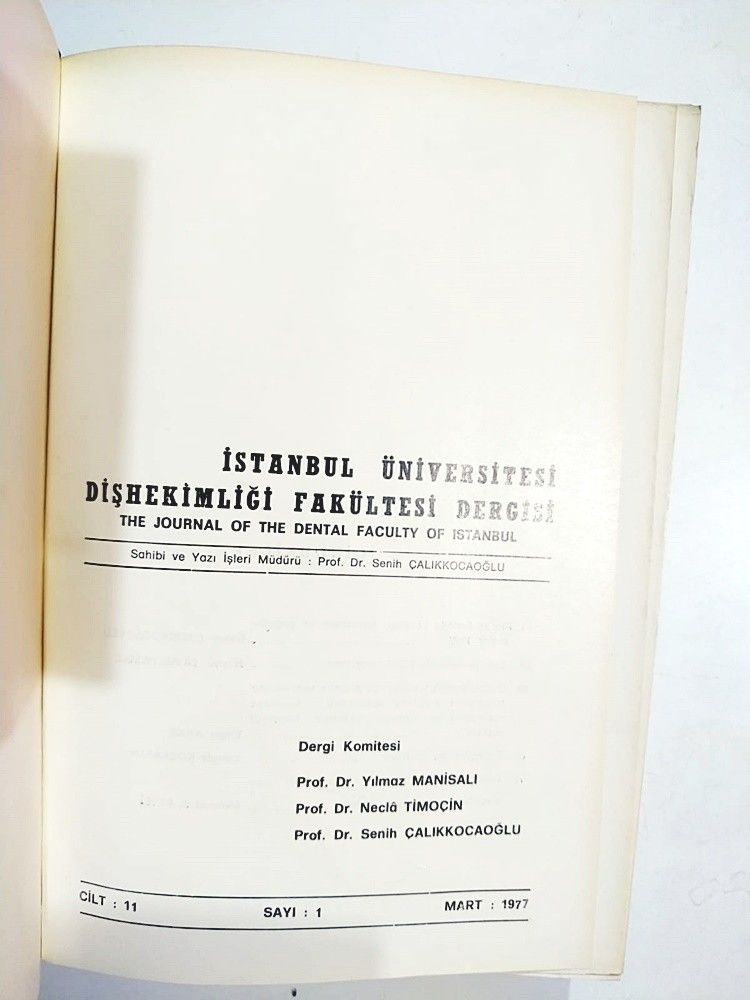 İSTANBUL ÜNİVERSİTESİ
DİŞHEKİMLİĞİ FAKÜLTESİ DERGİSİ
THE JOURNAL OF THE DENTAL FACULTY OF ISTANBUL
Sahibi ve Yazı İşleri Müdürü : Prof. Dr. Senih ÇALIKKOCAOĞLU
Dergi Komitesi
Prof. Dr. Yılmaz MANİSALI
Prof. Dr. Neclâ TİMOÇİN
Prof. Dr. Senih ÇALIKKOCAOĞLU
CİLT : 11 SAYI : 1 MART : 1977